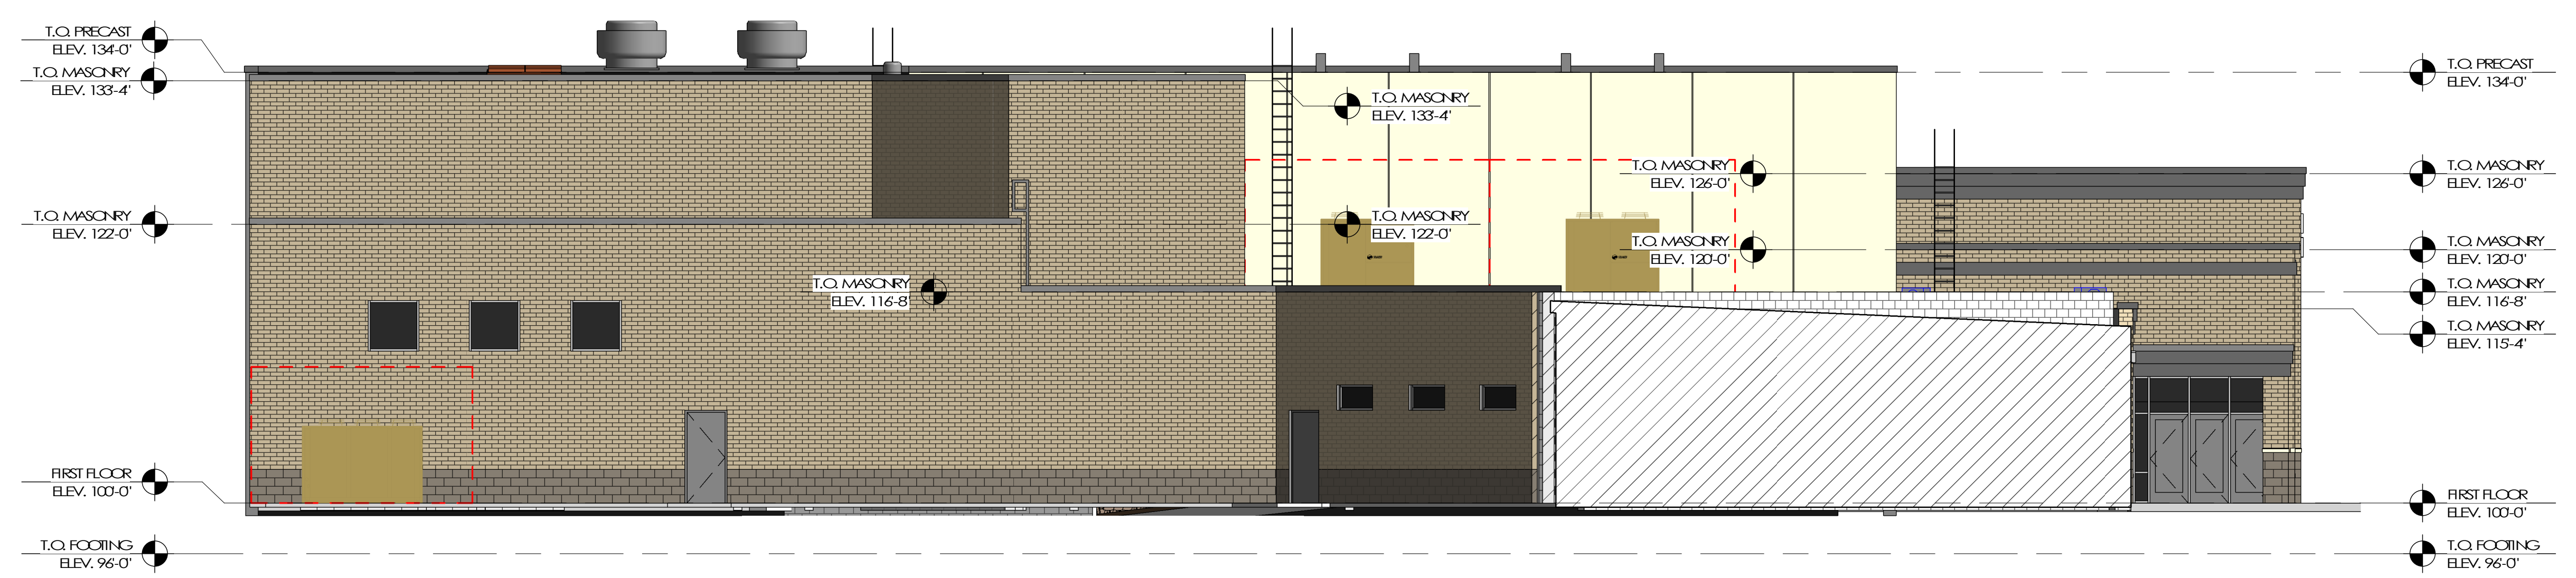 T.O. PRECAST
ELEV. 134'-0"
T.O. MASONRY
ELEV. 133'-4"
T.O. MASONRY
ELEV. 122'-0"
FIRST FLOOR
ELEV. 100'-0"
T.O. FOOTING
ELEV. 96'-0"
T.O. MASONRY
ELEV. 116'-8"
T.O. MASONRY
ELEV. 133'-4"
T.O. MASONRY
ELEV. 122'-0"
T.O. MASONRY
ELEV. 126'-0"
T.O. MASONRY
ELEV. 120'-0"
T.O. PRECAST
ELEV. 134'-0"
T.O. MASONRY
ELEV. 126'-0"
T.O. MASONRY
ELEV. 120'-0"
T.O. MASONRY
ELEV. 116'-8"
T.O. MASONRY
ELEV. 115'-4"
FIRST FLOOR
ELEV. 100'-0"
T.O. FOOTING
ELEV. 96'-0"